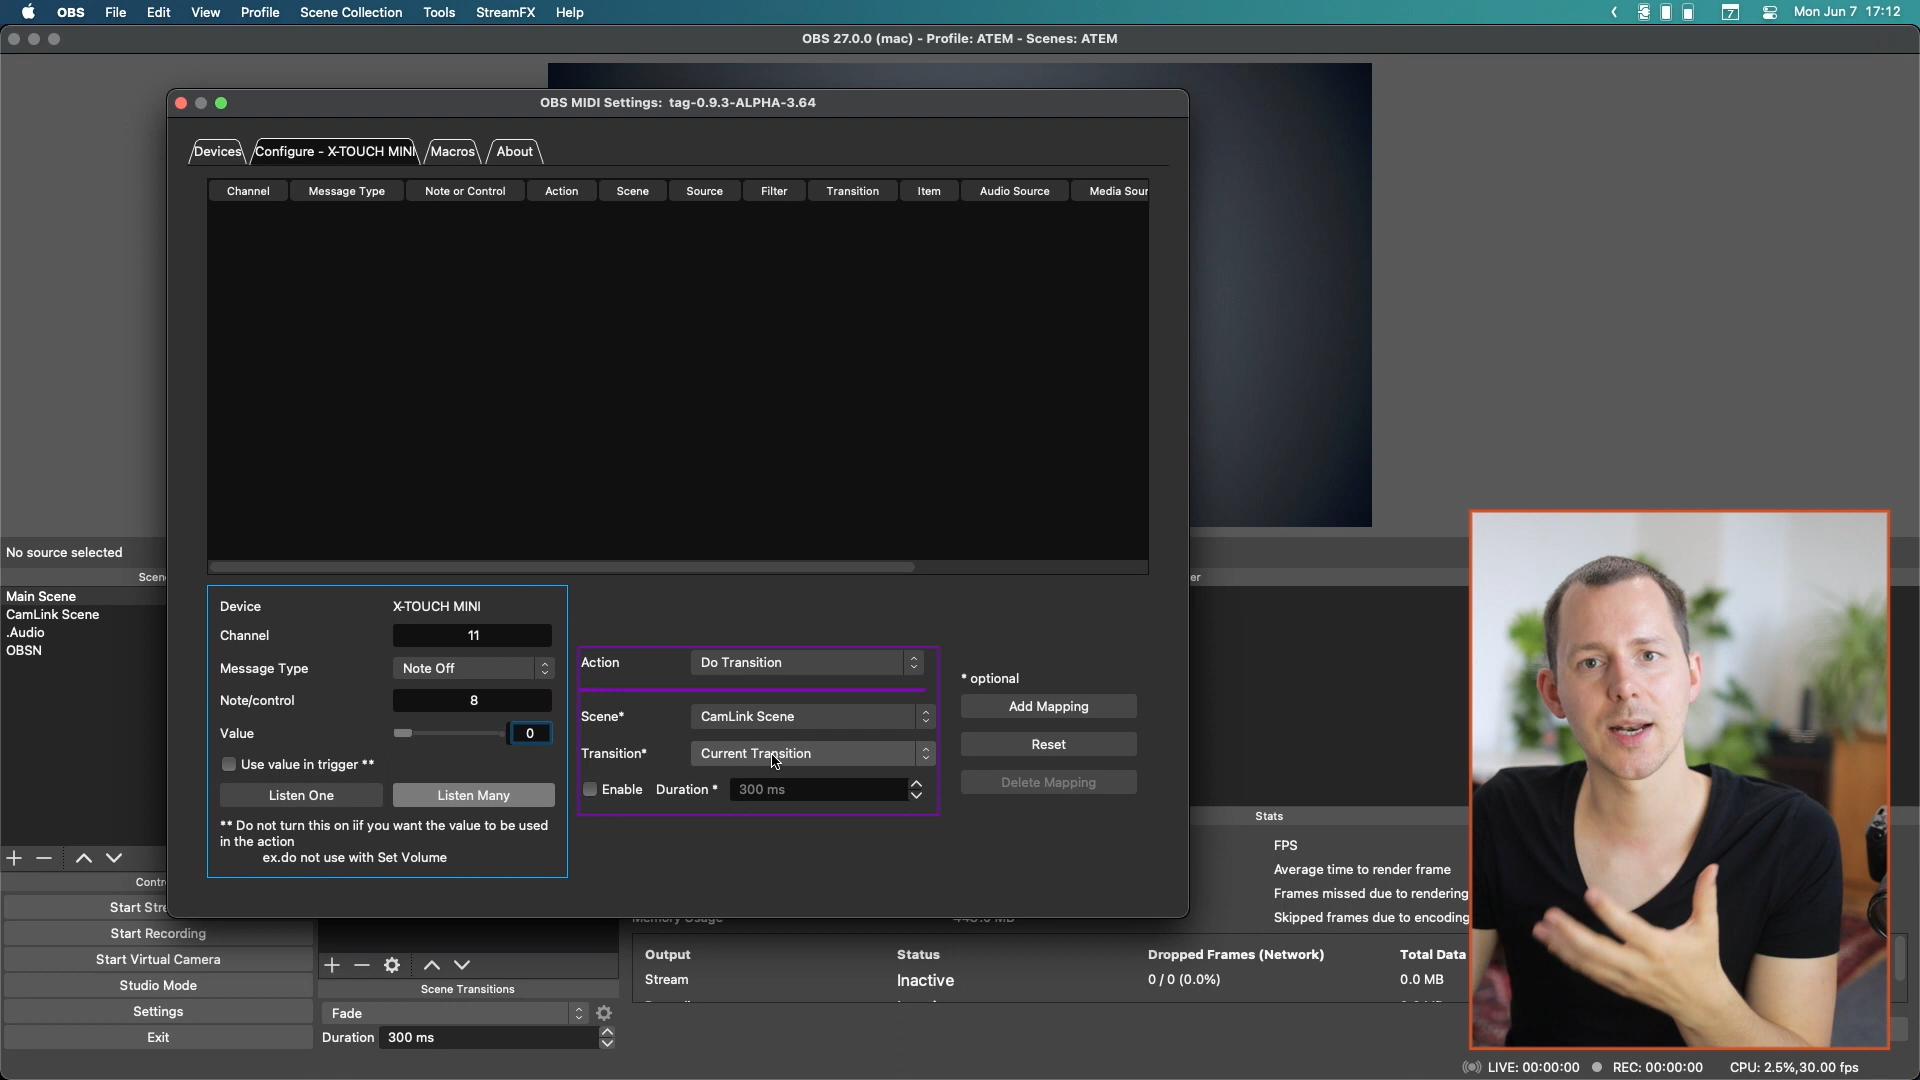 OBS File Edit View Profile Scene Collection Tools StreamFX Help
7 Mon Jun 7 17:12
OBS 27.0.0 (mac) - Profile: ATEM - Scenes: ATEM
OBS MIDI Settings: tag-0.9.3-ALPHA-3.64
Devices Configure - X-TOUCH MINI Macros About
Channel Message Type Note or Control Action Scene Source Filter Transition Item Audio Source Media Sour
No source selected
Scen
er
Main Scene
CamLink Scene
.Audio
OBSN
Device X-TOUCH MINI
Channel 11
Message Type Note Off
Note/control 8
Value 0
Use value in trigger **
Listen One Listen Many
** Do not turn this on iif you want the value to be used
in the action
ex.do not use with Set Volume
Action Do Transition
Scene* CamLink Scene
Transition* Current Transition
Enable Duration * 300 ms
* optional
Add Mapping
Reset
Delete Mapping
Stats
FPS
Average time to render frame
Frames missed due to rendering
Skipped frames due to encoding
Contr
Start Stre
Start Recording
Start Virtual Camera
Studio Mode
Settings
Exit
Scene Transitions
Fade
Duration 300 ms
Output Status Dropped Frames (Network) Total Data
Stream Inactive 0 / 0 (0.0%) 0.0 MB
LIVE: 00:00:00 REC: 00:00:00 CPU: 2.5%,30.00 fps